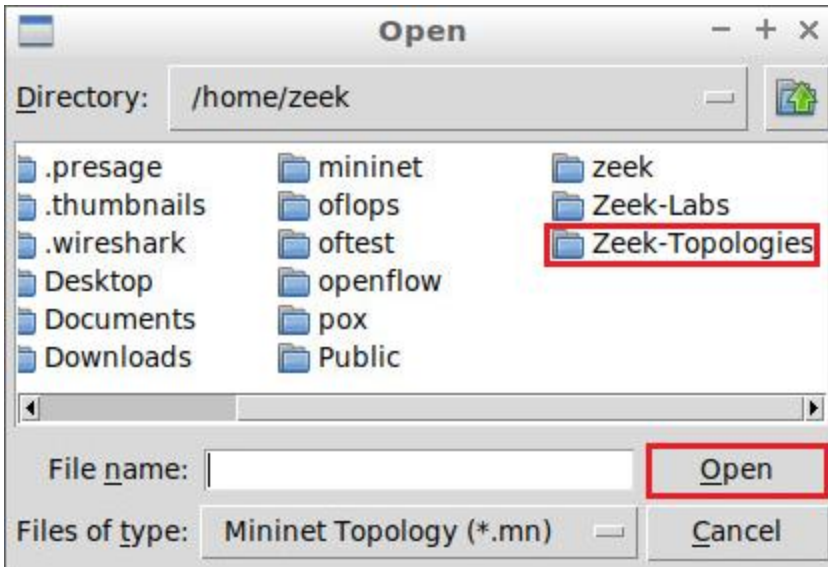 Open
Directory: /home/zeek
.presage mininet zeek
.thumbnails oflops Zeek-Labs
.wireshark oftest Zeek-Topologies
Desktop openflow
Documents pox
Downloads Public
File name: Open
Files of type: Mininet Topology (*.mn) Cancel